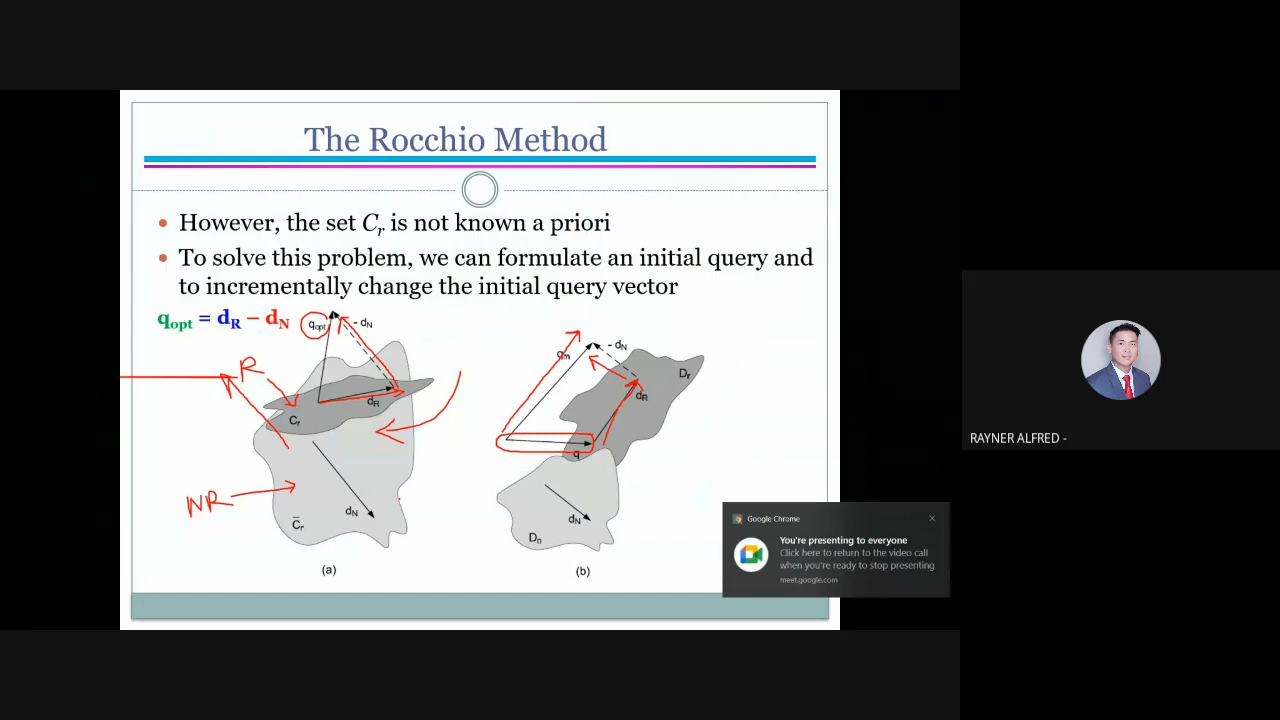 The Rocchio Method
However, the set Cr is not known a priori
To solve this problem, we can formulate an initial query and
to incrementally change the initial query vector
qopt = dR – dN
qopt
- dN
R
dR
Cr
NR
dN
C̅r
(a)
qm
- dN
Dr
dR
q
dN
Dn
(b)
Google Chrome
You're presenting to everyone
Click here to return to the video call
when you're ready to stop presenting
meet.google.com
RAYNER ALFRED -